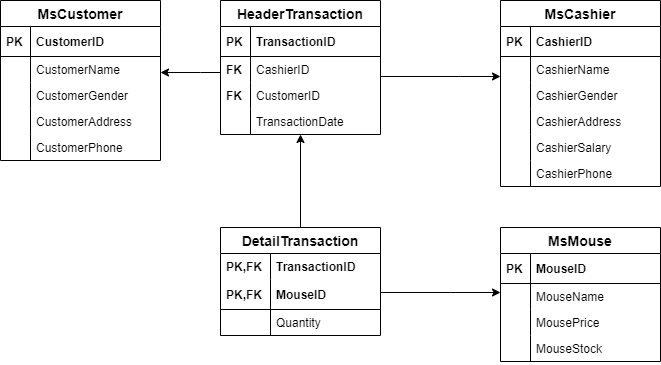 MsCustomer
PK CustomerID
CustomerName
CustomerGender
CustomerAddress
CustomerPhone
HeaderTransaction
PK TransactionID
FK CashierID
FK CustomerID
TransactionDate
MsCashier
PK CashierID
CashierName
CashierGender
CashierAddress
CashierSalary
CashierPhone
DetailTransaction
PK,FK TransactionID
PK,FK MouseID
Quantity
MsMouse
PK MouseID
MouseName
MousePrice
MouseStock